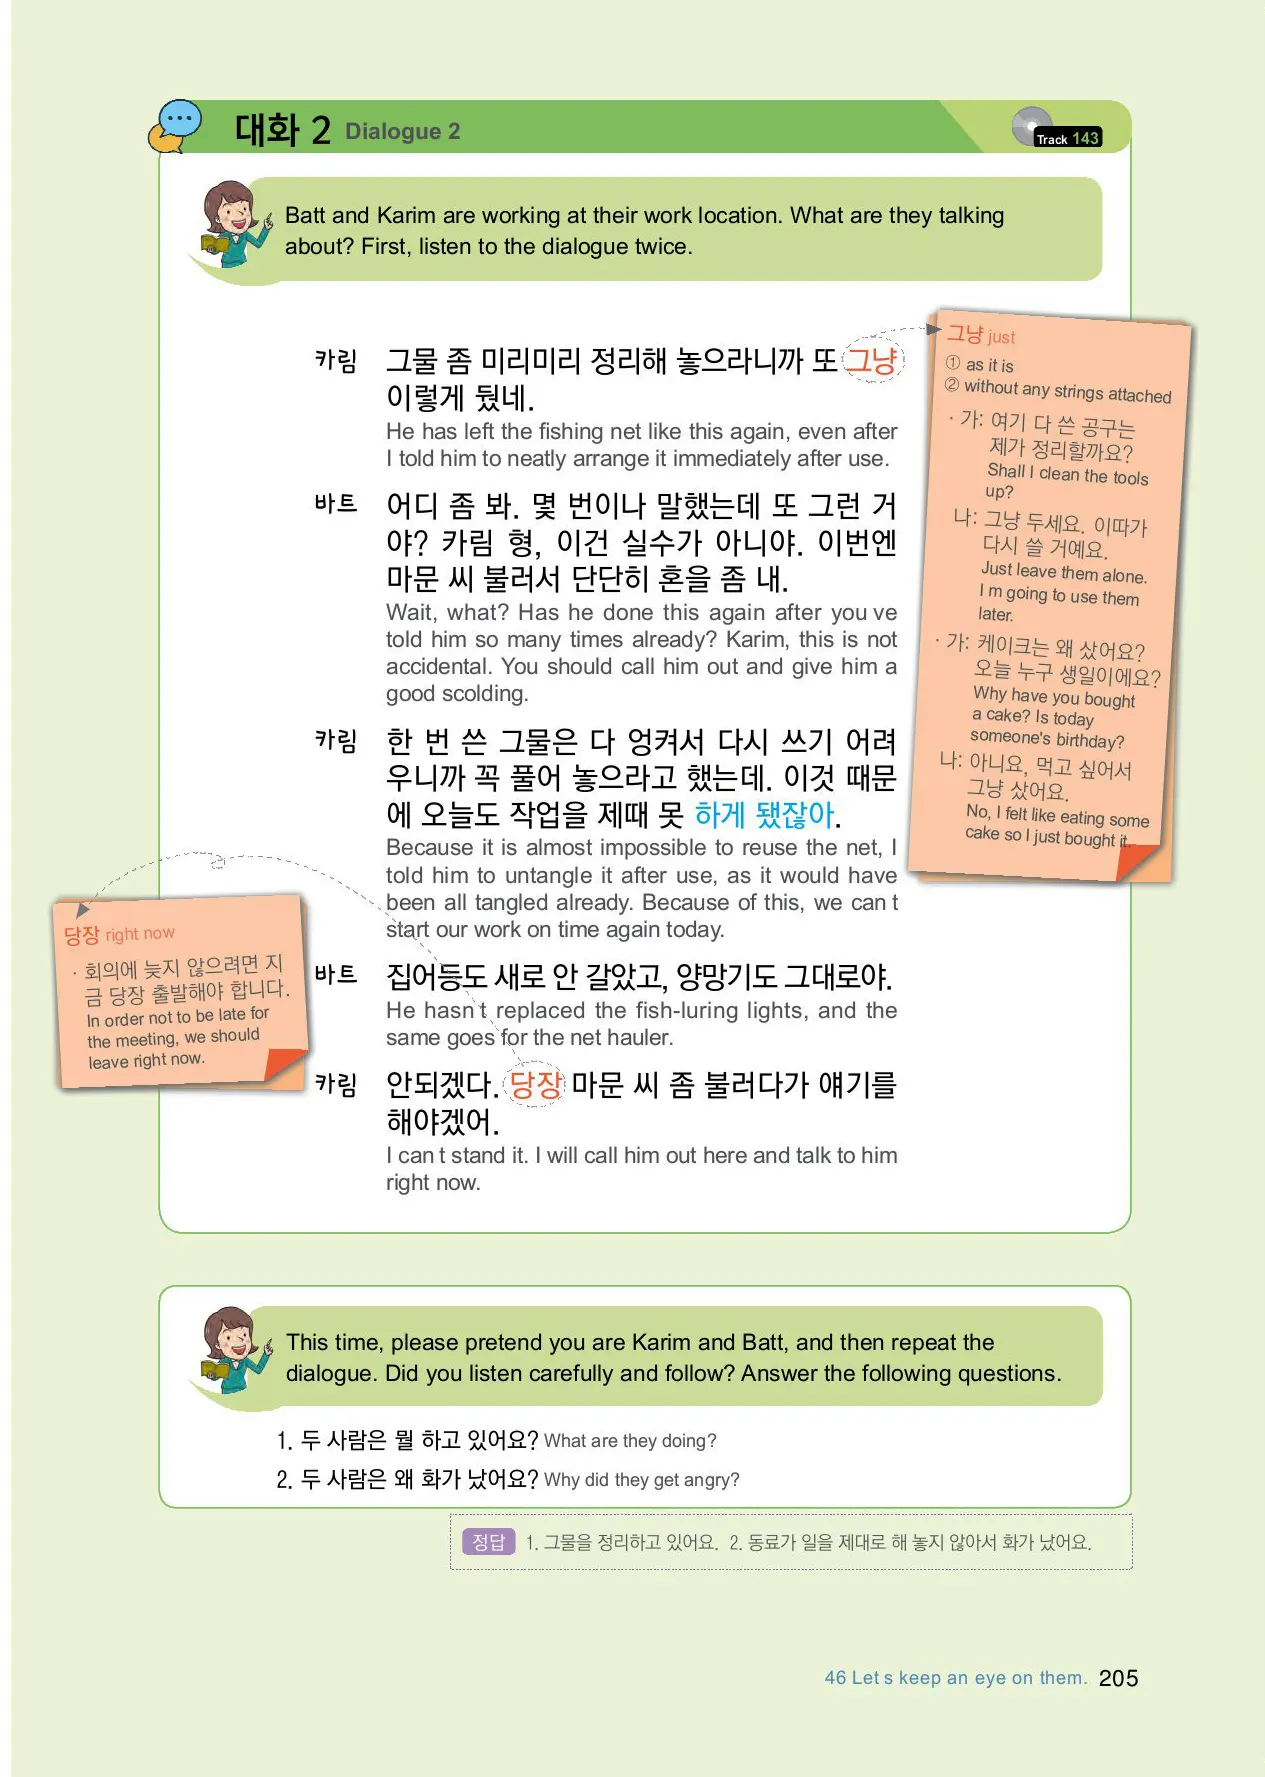 대화 2 Dialogue 2
Track 143
Batt and Karim are working at their work location. What are they talking
about? First, listen to the dialogue twice.
카림 그물 좀 미리미리 정리해 놓으라니까 또 그냥
이렇게 뒀네.
He has left the fishing net like this again, even after
I told him to neatly arrange it immediately after use.
바트 어디 좀 봐. 몇 번이나 말했는데 또 그런 거
야? 카림 형, 이건 실수가 아니야. 이번엔
마문 씨 불러서 단단히 혼을 좀 내.
Wait, what? Has he done this again after you ve
told him so many times already? Karim, this is not
accidental. You should call him out and give him a
good scolding.
카림 한 번 쓴 그물은 다 엉켜서 다시 쓰기 어려
우니까 꼭 풀어 놓으라고 했는데. 이것 때문
에 오늘도 작업을 제때 못 하게 됐잖아.
Because it is almost impossible to reuse the net, I
told him to untangle it after use, as it would have
been all tangled already. Because of this, we can t
start our work on time again today.
바트 집어등도 새로 안 갈았고, 양망기도 그대로야.
He hasn t replaced the fish-luring lights, and the
same goes for the net hauler.
카림 안되겠다. 당장 마문 씨 좀 불러다가 얘기를
해야겠어.
I can t stand it. I will call him out here and talk to him
right now.
그냥 just
① as it is
② without any strings attached
· 가: 여기 다 쓴 공구는
제가 정리할까요?
Shall I clean the tools
up?
나: 그냥 두세요. 이따가
다시 쓸 거예요.
Just leave them alone.
I m going to use them
later.
· 가: 케이크는 왜 샀어요?
오늘 누구 생일이에요?
Why have you bought
a cake? Is today
someone's birthday?
나: 아니요, 먹고 싶어서
그냥 샀어요.
No, I felt like eating some
cake so I just bought it.
당장 right now
· 회의에 늦지 않으려면 지
금 당장 출발해야 합니다.
In order not to be late for
the meeting, we should
leave right now.
This time, please pretend you are Karim and Batt, and then repeat the
dialogue. Did you listen carefully and follow? Answer the following questions.
1. 두 사람은 뭘 하고 있어요? What are they doing?
2. 두 사람은 왜 화가 났어요? Why did they get angry?
정답 1. 그물을 정리하고 있어요. 2. 동료가 일을 제대로 해 놓지 않아서 화가 났어요.
46 Let s keep an eye on them. 205